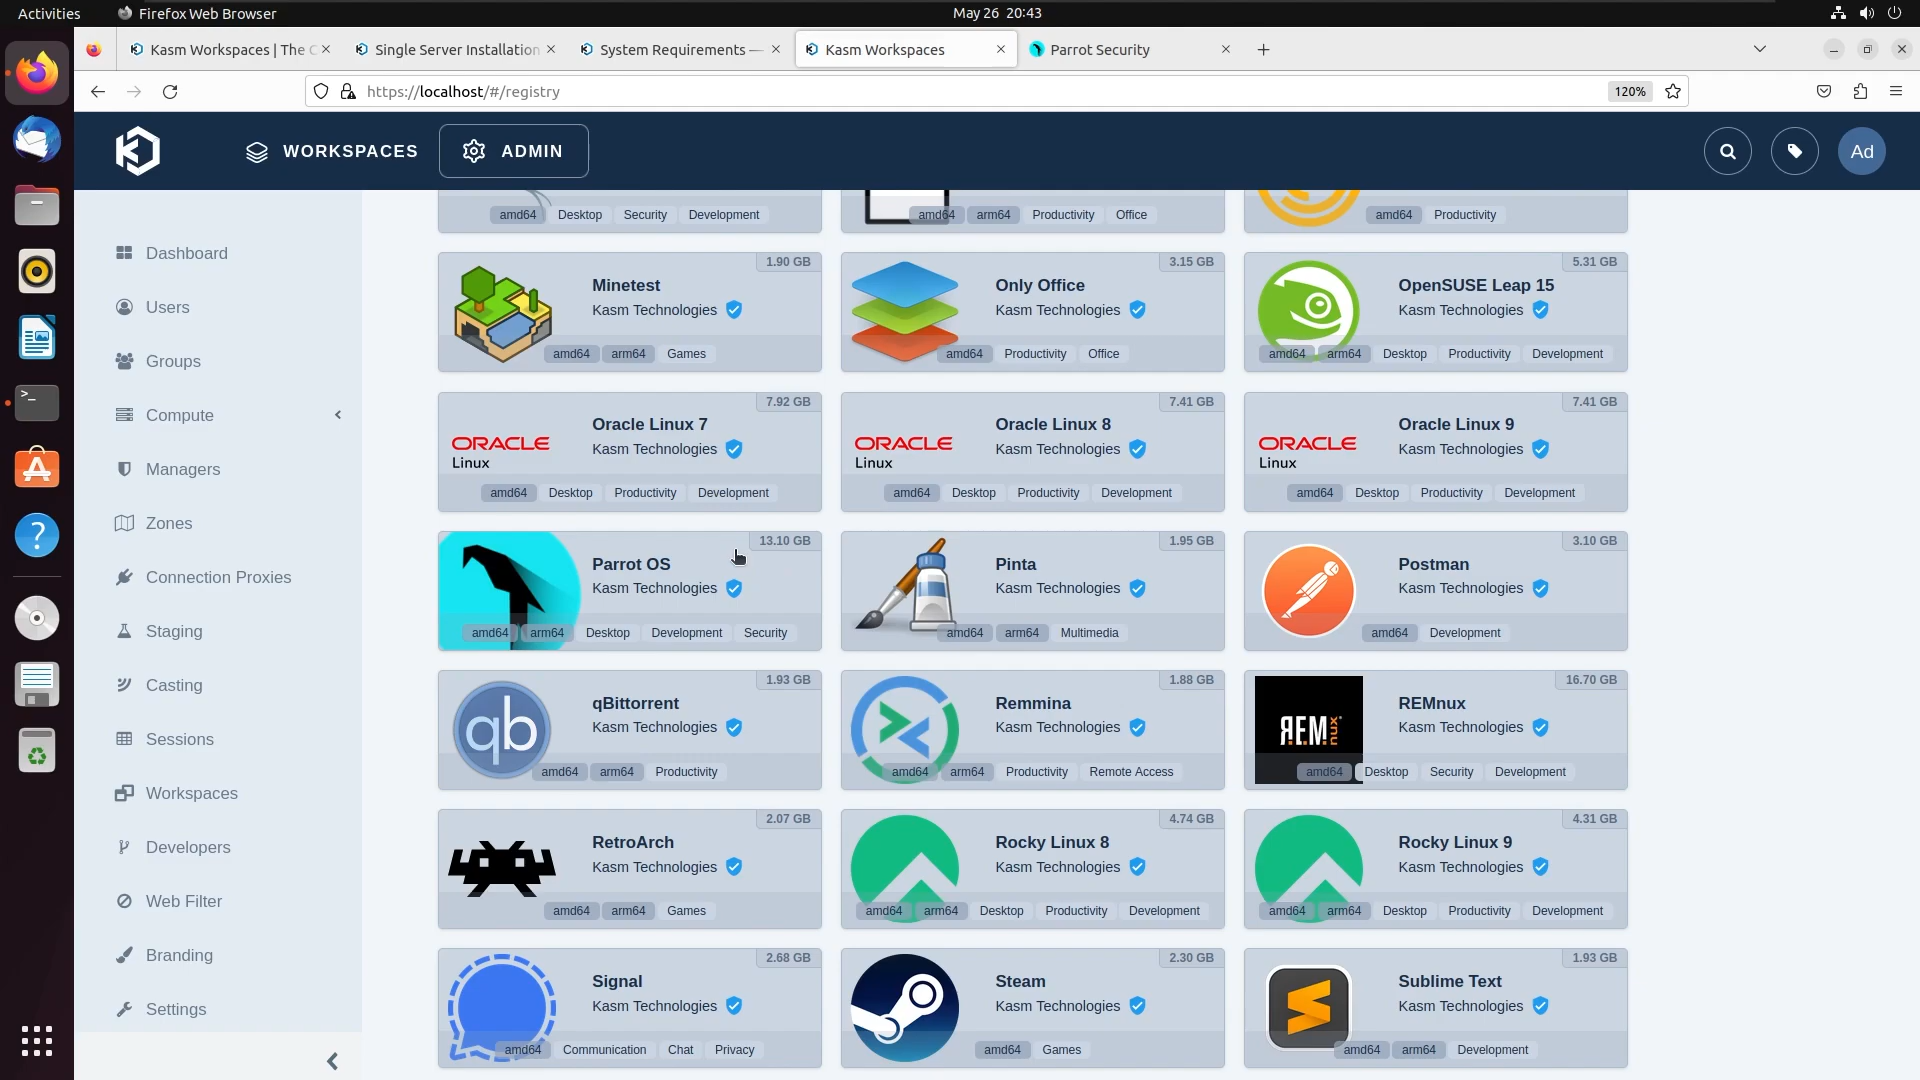 Activities
Firefox Web Browser
May 26 20:43
Kasm Workspaces | The C
Single Server Installation
System Requirements —
Kasm Workspaces
Parrot Security
https://localhost/#/registry
120%
WORKSPACES
ADMIN
Ad
Dashboard
Users
Groups
Compute
Managers
Zones
Connection Proxies
Staging
Casting
Sessions
Workspaces
Developers
Web Filter
Branding
Settings
amd64 Desktop Security Development
amd64 arm64 Productivity Office
amd64 Productivity
1.90 GB
Minetest
Kasm Technologies
amd64 arm64 Games
3.15 GB
Only Office
Kasm Technologies
amd64 Productivity Office
5.31 GB
OpenSUSE Leap 15
Kasm Technologies
amd64 arm64 Desktop Productivity Development
7.92 GB
ORACLE
Linux
Oracle Linux 7
Kasm Technologies
amd64 Desktop Productivity Development
7.41 GB
ORACLE
Linux
Oracle Linux 8
Kasm Technologies
amd64 Desktop Productivity Development
7.41 GB
ORACLE
Linux
Oracle Linux 9
Kasm Technologies
amd64 Desktop Productivity Development
13.10 GB
Parrot OS
Kasm Technologies
amd64 arm64 Desktop Development Security
1.95 GB
Pinta
Kasm Technologies
amd64 arm64 Multimedia
3.10 GB
Postman
Kasm Technologies
amd64 Development
1.93 GB
qb
qBittorrent
Kasm Technologies
amd64 arm64 Productivity
1.88 GB
Remmina
Kasm Technologies
amd64 arm64 Productivity Remote Access
16.70 GB
REMnux
REMnux
Kasm Technologies
amd64 Desktop Security Development
2.07 GB
RetroArch
Kasm Technologies
amd64 arm64 Games
4.74 GB
Rocky Linux 8
Kasm Technologies
amd64 arm64 Desktop Productivity Development
4.31 GB
Rocky Linux 9
Kasm Technologies
amd64 arm64 Desktop Productivity Development
2.68 GB
Signal
Kasm Technologies
amd64 Communication Chat Privacy
2.30 GB
Steam
Kasm Technologies
amd64 Games
1.93 GB
Sublime Text
Kasm Technologies
amd64 arm64 Development